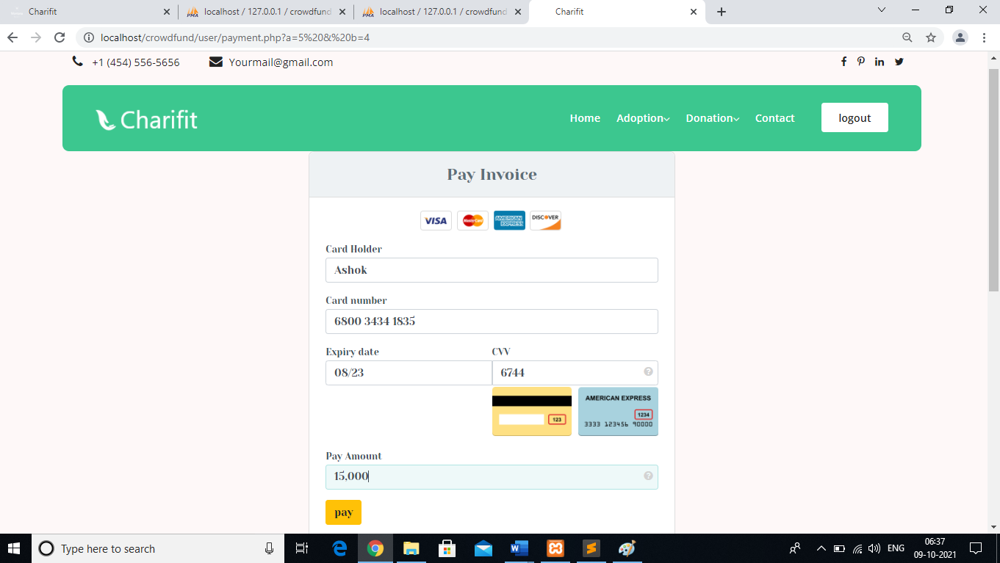 Charifit
localhost / 127.0.0.1 / crowdfund
localhost / 127.0.0.1 / crowdfund
Charifit
localhost/crowdfund/user/payment.php?a=5%20&%20b=4
+1 (454) 556-5656 Yourmail@gmail.com
Charifit Home Adoption Donation Contact logout
Pay Invoice
VISA MasterCard AMERICAN EXPRESS DISCOVER
Card Holder
Ashok
Card number
6800 3434 1835
Expiry date CVV
08/23 6744
123
AMERICAN EXPRESS
1234
3333 123456 90000
Pay Amount
15,000
pay
Type here to search
ENG
06:37
09-10-2021